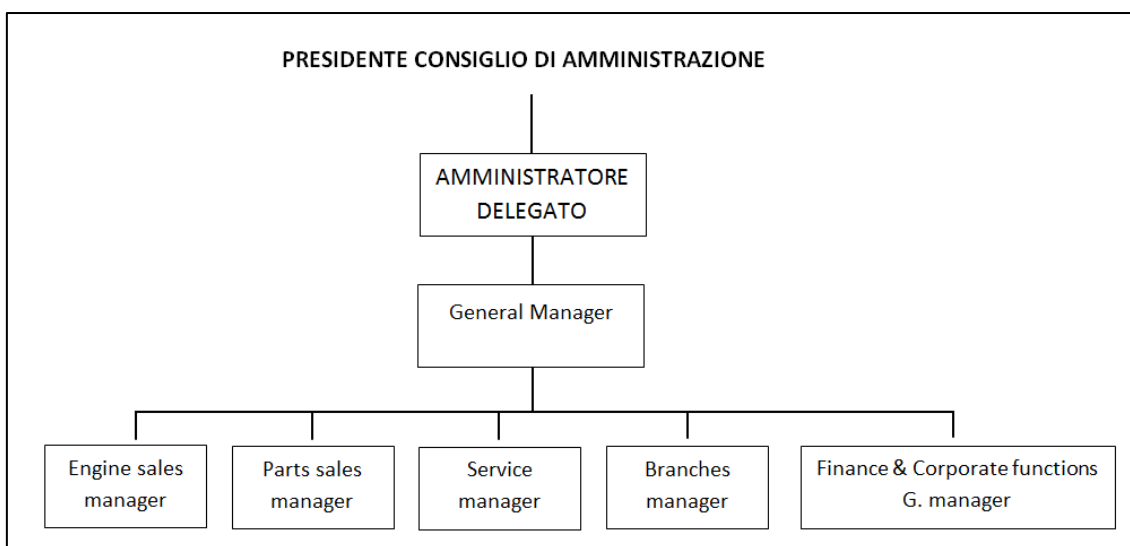 PRESIDENTE CONSIGLIO DI AMMINISTRAZIONE
AMMINISTRATORE
DELEGATO
General Manager
Engine sales
manager
Parts sales
manager
Service
manager
Branches
manager
Finance & Corporate functions
G. manager